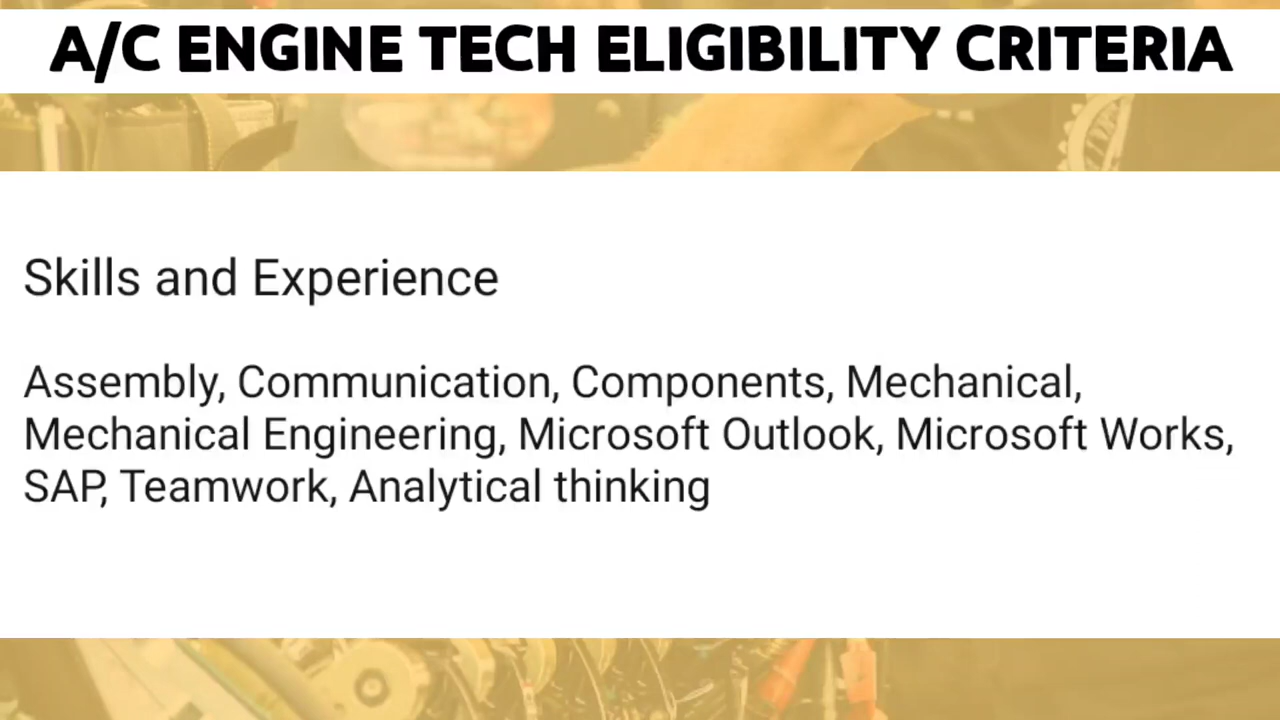 A/C ENGINE TECH ELIGIBILITY CRITERIA
Skills and Experience
Assembly, Communication, Components, Mechanical,
Mechanical Engineering, Microsoft Outlook, Microsoft Works,
SAP, Teamwork, Analytical thinking